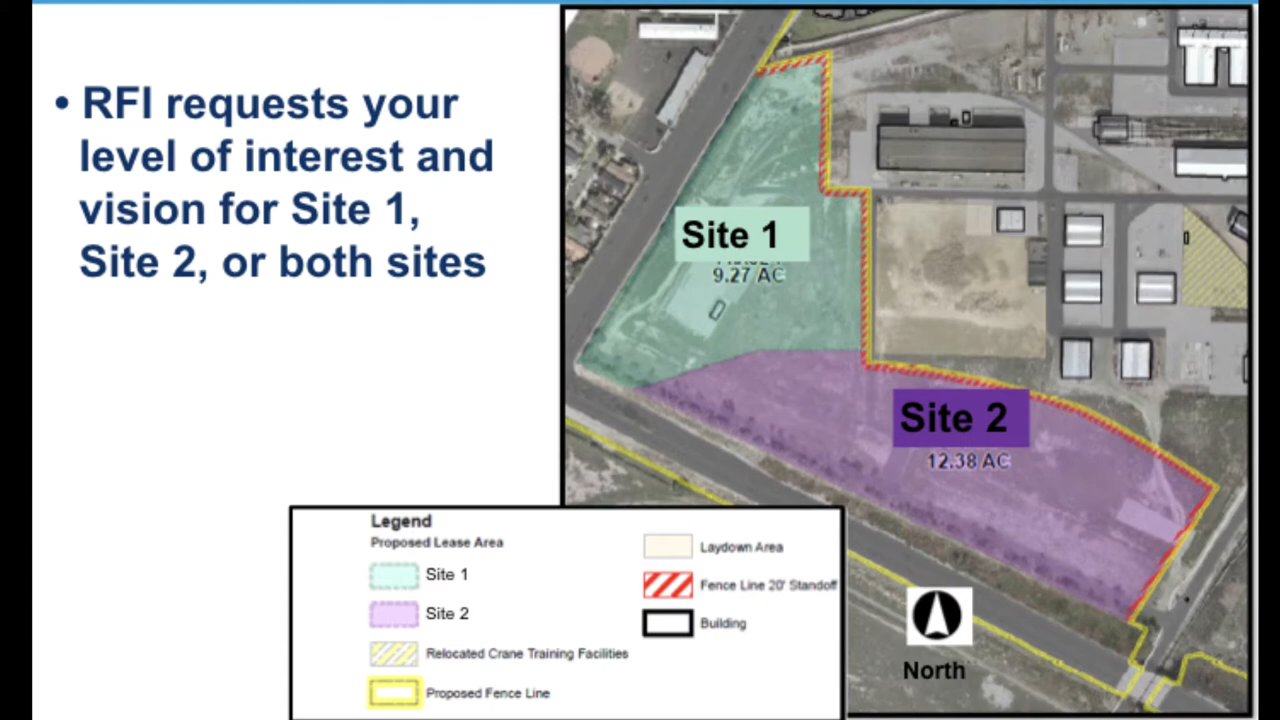 • RFI requests your
level of interest and
vision for Site 1,
Site 2, or both sites
Site 1
9.27 AC
Site 2
12.38 AC
North
Legend
Proposed Lease Area
Site 1
Site 2
Relocated Crane Training Facilities
Proposed Fence Line
Laydown Area
Fence Line 20' Standoff
Building